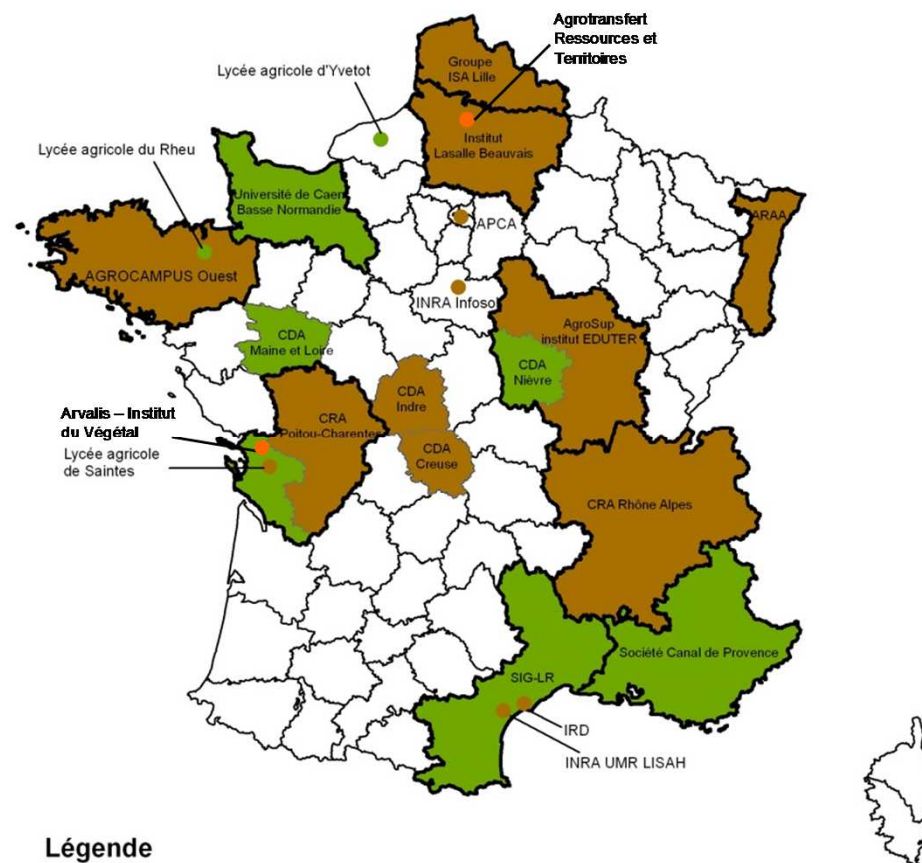 Agrotransfert
Ressources et
Territoires
Groupe
ISA Lille
Lycée agricole d'Yvetot
Institut
Lasalle Beauvais
Lycée agricole du Rheu
Université de Caen
Basse Normandie
APCA
ARAA
AGROCAMPUS Ouest
INRA Infosol
AgroSup
institut EDUTER
CDA
Maine et Loire
CDA
Nièvre
CDA
Indre
Arvalis – Institut
du Végétal
CRA
Poitou-Charentes
Lycée agricole
de Saintes
CDA
Creuse
CRA Rhône Alpes
Société Canal de Provence
SIG-LR
IRD
INRA UMR LISAH
Légende